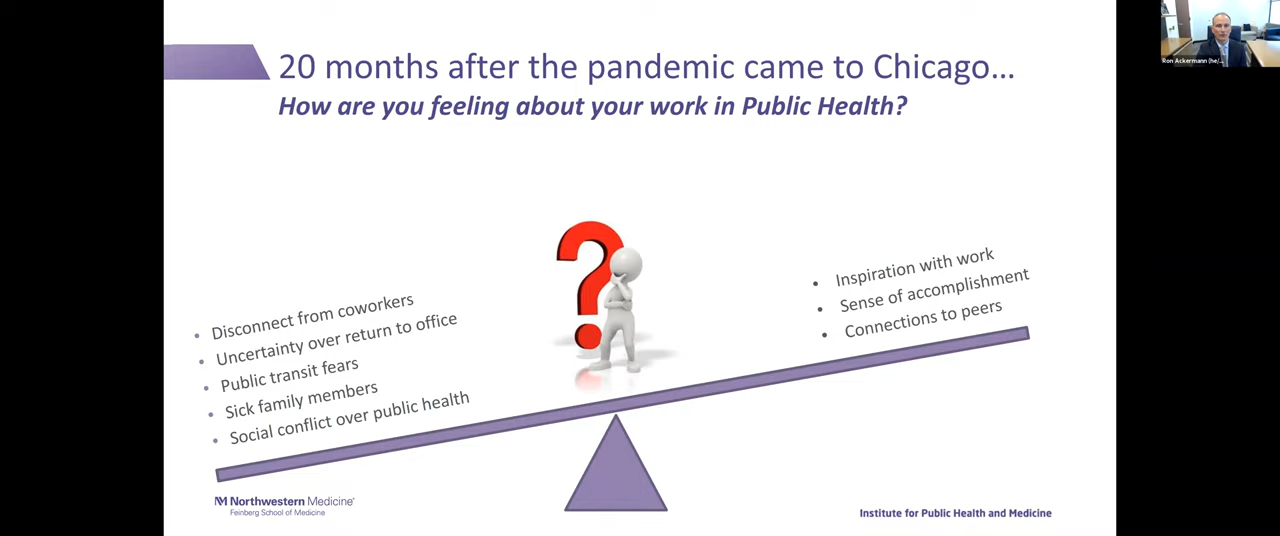 20 months after the pandemic came to Chicago...
How are you feeling about your work in Public Health?
Ron Ackermann (he/...
?
• Disconnect from coworkers
• Uncertainty over return to office
• Public transit fears
• Sick family members
• Social conflict over public health
• Inspiration with work
• Sense of accomplishment
• Connections to peers
Northwestern Medicine®
Feinberg School of Medicine
Institute for Public Health and Medicine